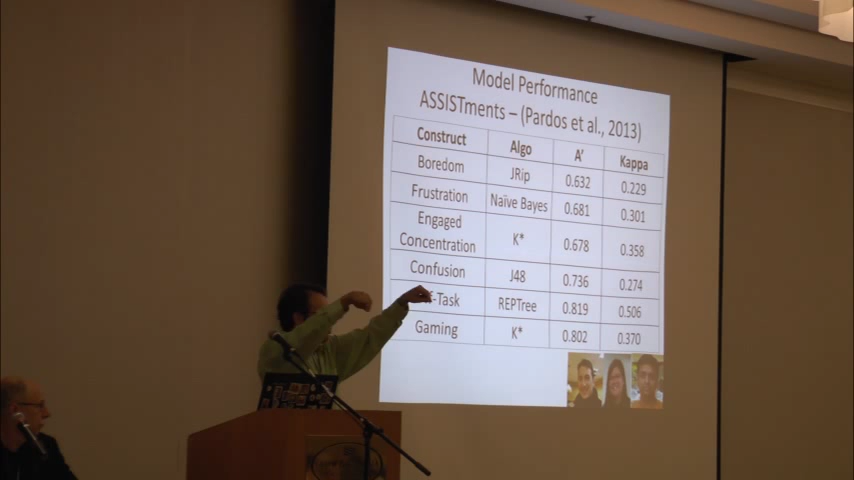 Model Performance
ASSISTments – (Pardos et al., 2013)
Construct Algo A' Kappa
Boredom JRip 0.632 0.229
Frustration Naïve Bayes 0.681 0.301
Engaged
Concentration K* 0.678 0.358
Confusion J48 0.736 0.274
-Task REPTree 0.819 0.506
Gaming K* 0.802 0.370